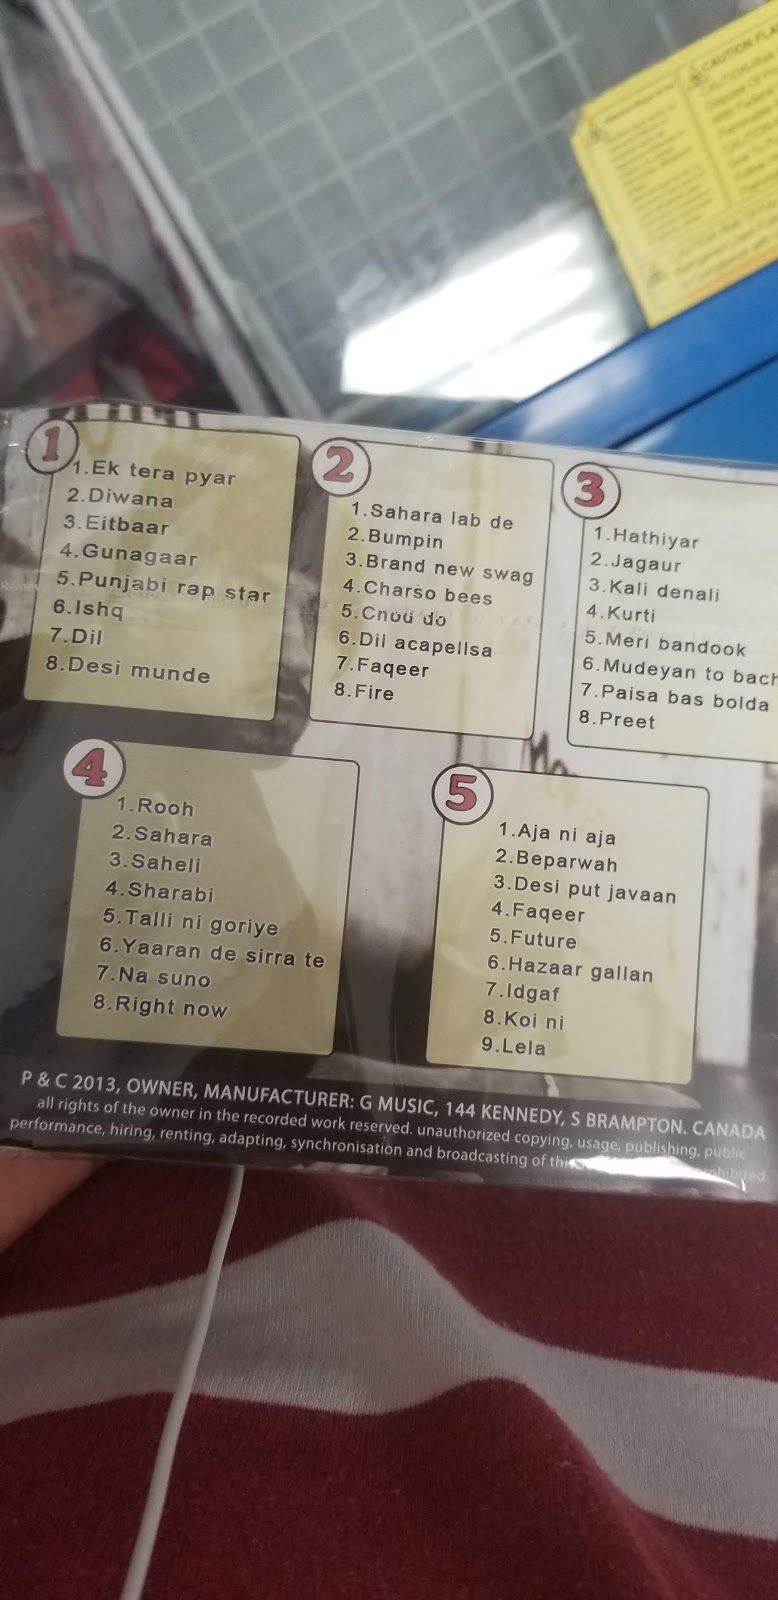 1
1.Ek tera pyar
2.Diwana
3.Eitbaar
4.Gunagaar
5.Punjabi rap star
6.Ishq
7.Dil
8.Desi munde
2
1.Sahara lab de
2.Bumpin
3.Brand new swag
4.Charso bees
5.Cnod do
6.Dil acapellsa
7.Faqeer
8.Fire
3
1.Hathiyar
2.Jagaur
3.Kali denali
4.Kurti
5.Meri bandook
6.Mudeyan to bach
7.Paisa bas bolda
8.Preet
4
1.Rooh
2.Sahara
3.Saheli
4.Sharabi
5.Talli ni goriye
6.Yaaran de sirra te
7.Na suno
8.Right now
5
1.Aja ni aja
2.Beparwah
3.Desi put javaan
4.Faqeer
5.Future
6.Hazaar gallan
7.Idgaf
8.Koi ni
9.Lela
P & C 2013, OWNER, MANUFACTURER: G MUSIC, 144 KENNEDY, S BRAMPTON. CANADA
all rights of the owner in the recorded work reserved. unauthorized copying, usage, publishing, public
performance, hiring, renting, adapting, synchronisation and broadcasting of
CAUTION